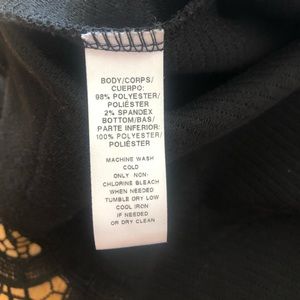 BODY/CORPS/
CUERPO:
98% POLYESTER/
POLIÉSTER
2% SPANDEX
BOTTOM/BAS/
PARTE INFERIOR:
100% POLYESTER/
POLIÉSTER
MACHINE WASH
COLD
ONLY NON-
CHLORINE BLEACH
WHEN NEEDED
TUMBLE DRY LOW
COOL IRON
IF NEEDED
OR DRY CLEAN